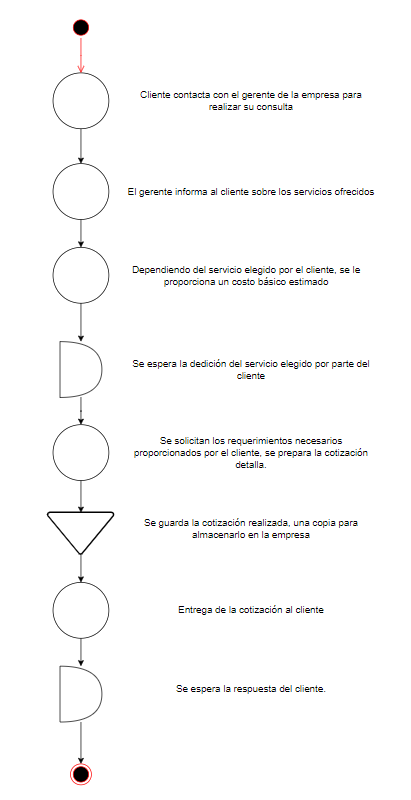 Cliente contacta con el gerente de la empresa para
realizar su consulta
El gerente informa al cliente sobre los servicios ofrecidos
Dependiendo del servicio elegido por el cliente, se le
proporciona un costo básico estimado
Se espera la dedición del servicio elegido por parte del
cliente
Se solicitan los requerimientos necesarios
proporcionados por el cliente, se prepara la cotización
detalla.
Se guarda la cotización realizada, una copia para
almacenarlo en la empresa
Entrega de la cotización al cliente
Se espera la respuesta del cliente.